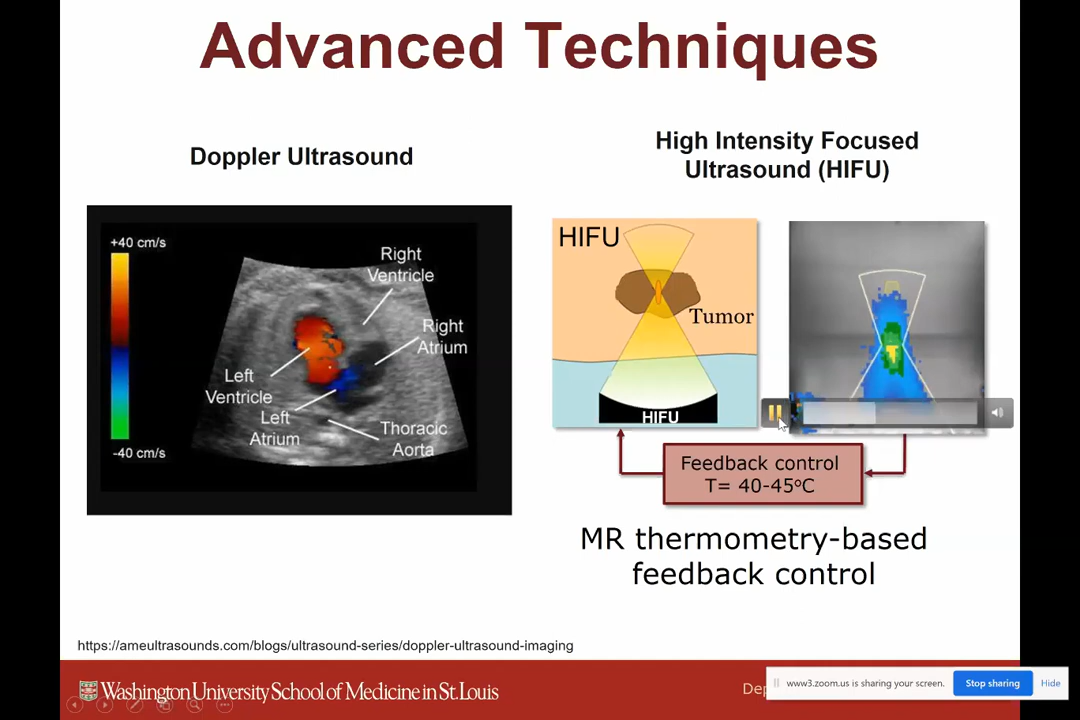 Advanced Techniques
Doppler Ultrasound
+40 cm/s
-40 cm/s
Right
Ventricle
Right
Atrium
Left
Ventricle
Left
Atrium
Thoracic
Aorta
High Intensity Focused
Ultrasound (HIFU)
HIFU
Tumor
HIFU
Feedback control
T= 40-45°C
MR thermometry-based
feedback control
https://ameultrasounds.com/blogs/ultrasound-series/doppler-ultrasound-imaging
Washington University School of Medicine in St. Louis
www3.zoom.us is sharing your screen.
Stop sharing
Hide